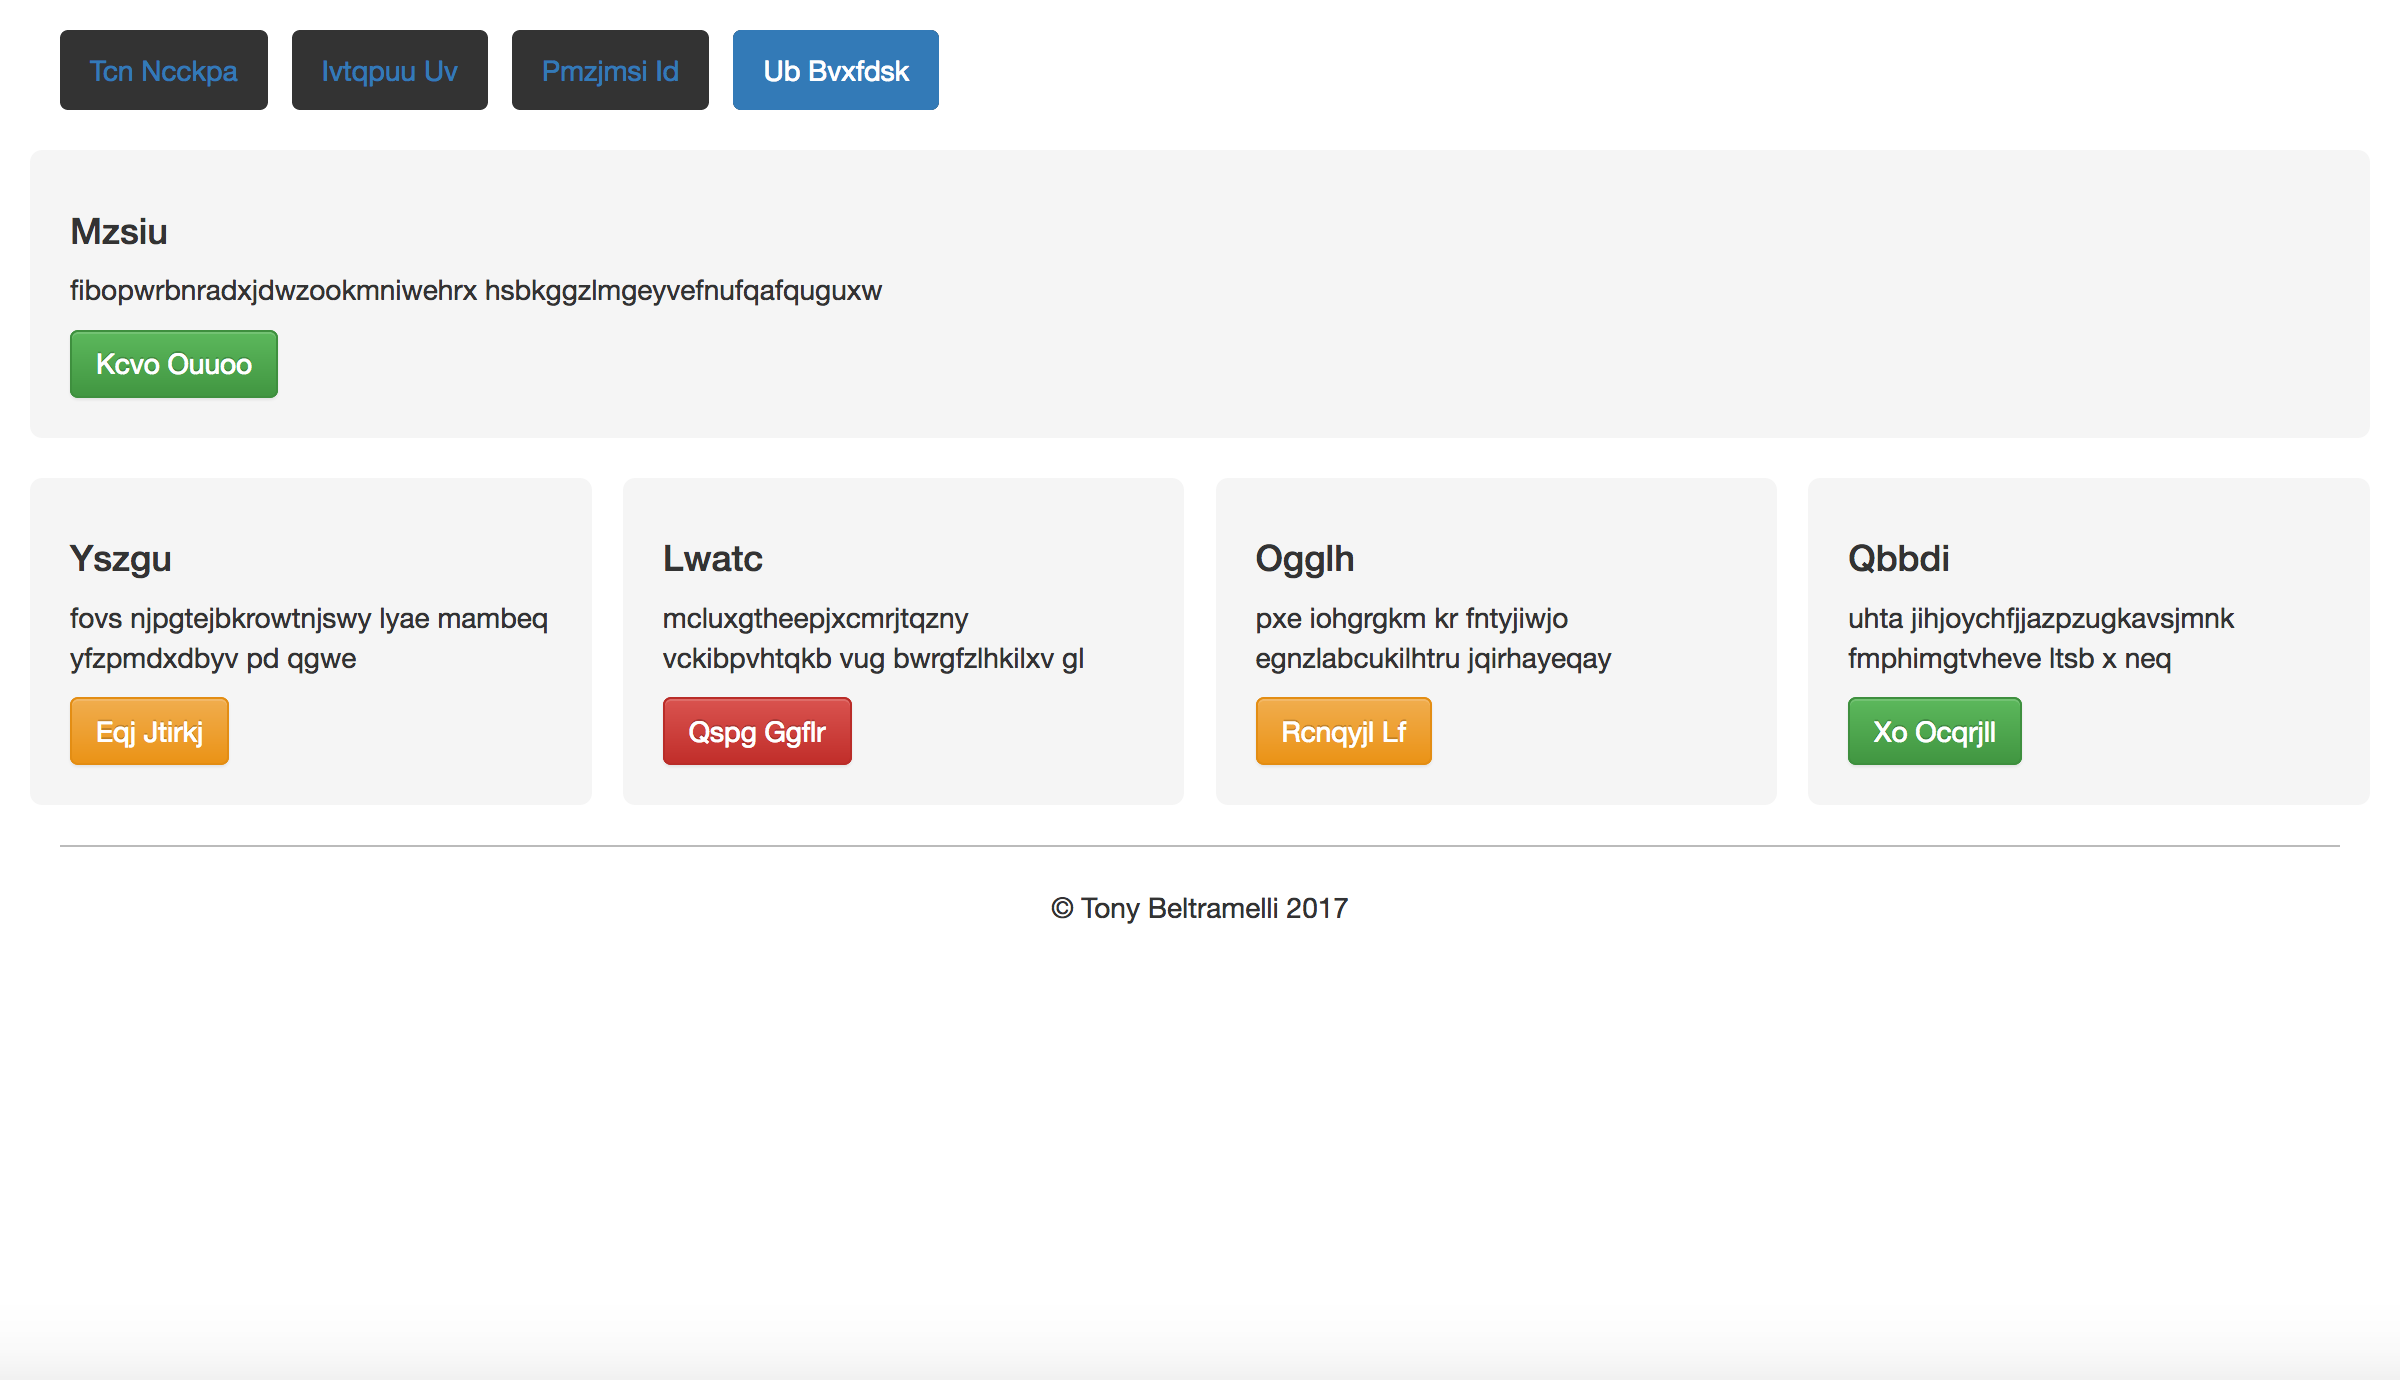 Tcn Ncckpa
Ivtqpuu Uv
Pmzjmsi Id
Ub Bvxfdsk
Mzsiu
fibopwrbnradxjdwzookmniwehrx hsbkggzlmgeyvefnufqafquguxw
Kcvo Ouuoo
Yszgu
fovs njpgtejbkrowtnjswy lyae mambeq
yfzpmdxdbyv pd qgwe
Eqj Jtirkj
Lwatc
mcluxgtheepjxcmrjtqzny
vckibpvhtqkb vug bwrgfzlhkilxv gl
Qspg Ggflr
Ogglh
pxe iohgrgkm kr fntyjiwjo
egnzlabcukilhtru jqirhayeqay
Rcnqyjl Lf
Qbbdi
uhta jihjoychfjjazpzugkavsjmnk
fmphimgtvheve ltsb x neq
Xo Ocqrjll
© Tony Beltramelli 2017